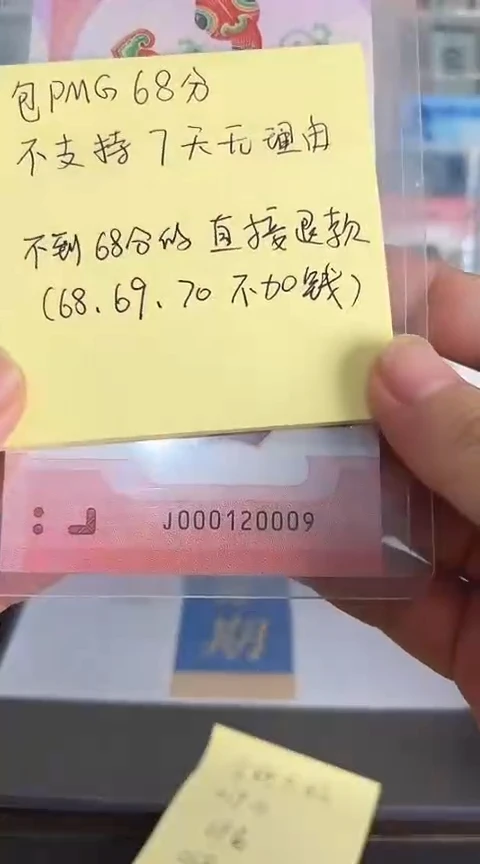 包PMG 68分
不支持 7天无理由
不到68分的 直接退款
(68、69、70 不加钱)
J000120009
期